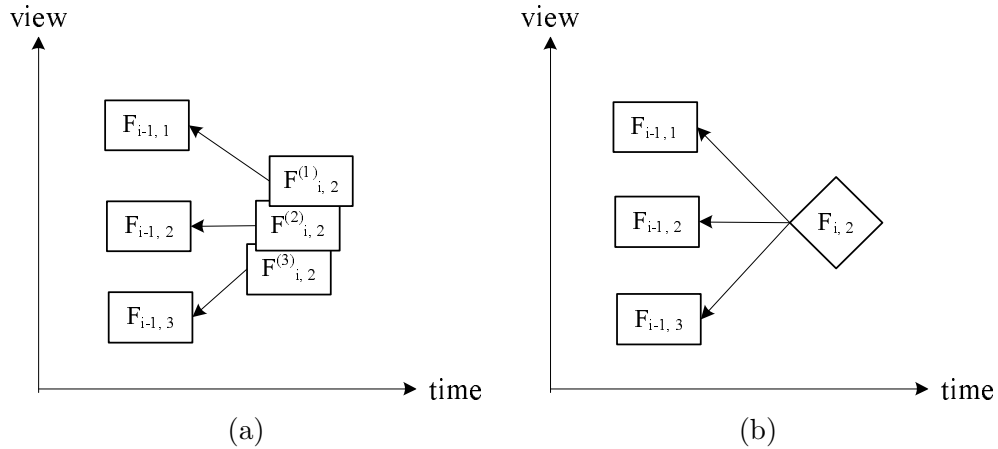 view
F_{i-1, 1}
F_{i-1, 2}
F_{i-1, 3}
F^{(1)}_{i, 2}
F^{(2)}_{i, 2}
F^{(3)}_{i, 2}
time
(a)
view
F_{i-1, 1}
F_{i-1, 2}
F_{i-1, 3}
F_{i, 2}
time
(b)